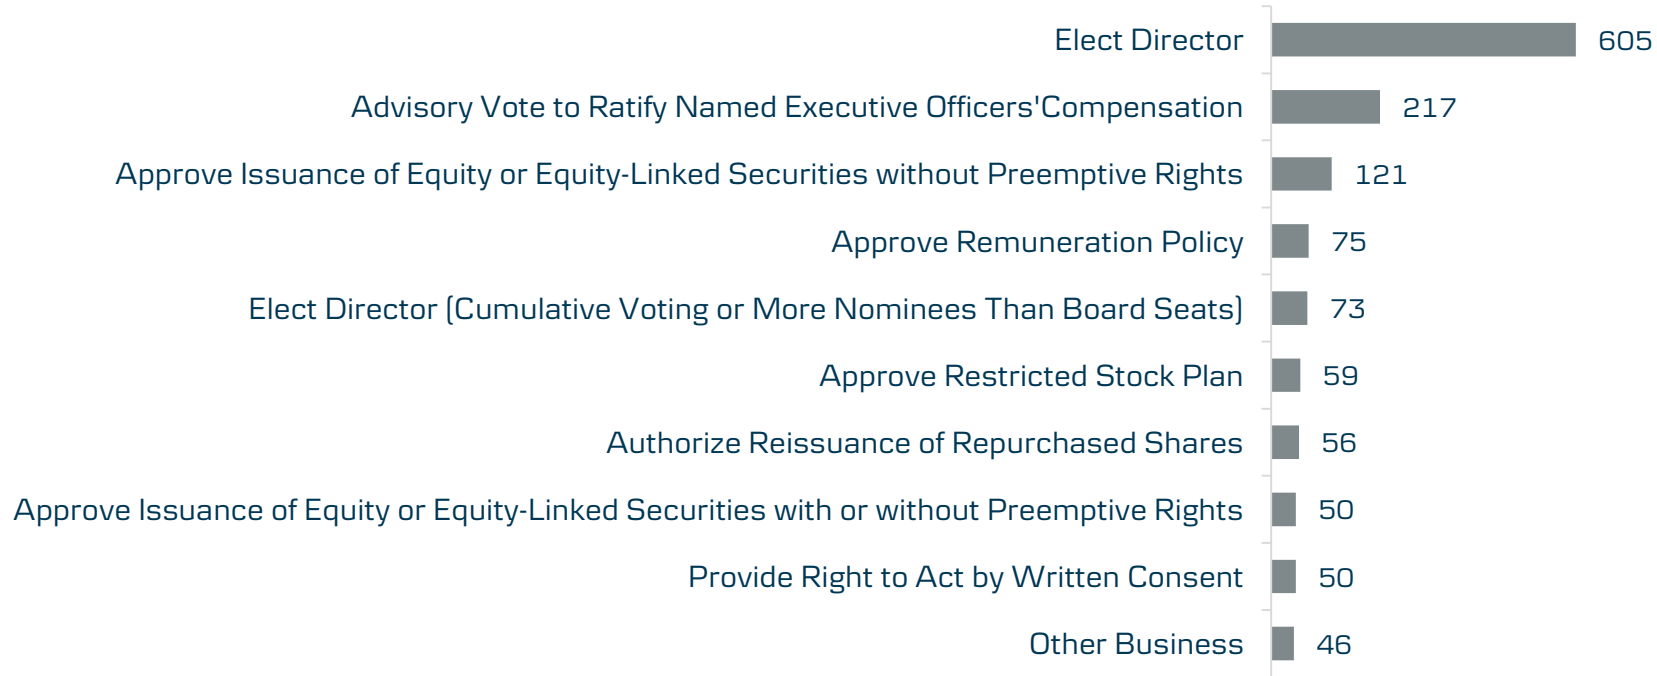 Elect Director 605
Advisory Vote to Ratify Named Executive Officers'Compensation 217
Approve Issuance of Equity or Equity-Linked Securities without Preemptive Rights 121
Approve Remuneration Policy 75
Elect Director (Cumulative Voting or More Nominees Than Board Seats) 73
Approve Restricted Stock Plan 59
Authorize Reissuance of Repurchased Shares 56
Approve Issuance of Equity or Equity-Linked Securities with or without Preemptive Rights 50
Provide Right to Act by Written Consent 50
Other Business 46